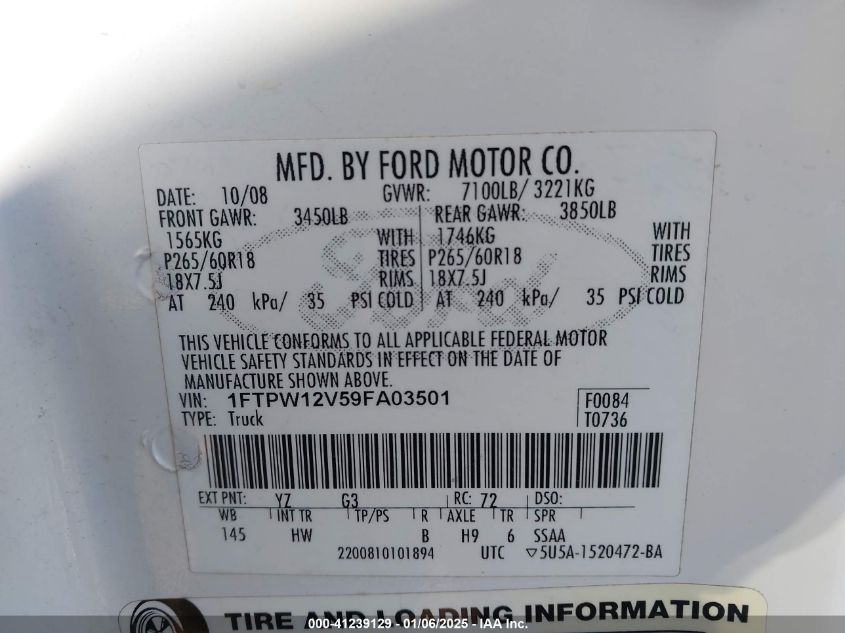 MFD. BY FORD MOTOR CO.
DATE: 10/08 GVWR: 7100LB/ 3221KG
FRONT GAWR: 3450LB REAR GAWR: 3850LB
1565KG WITH 1746KG WITH
P265/60R18 TIRES P265/60R18 TIRES
18X7.5J RIMS 18X7.5J RIMS
AT 240 kPa/ 35 PSI COLD AT 240 kPa/ 35 PSI COLD
Ford
THIS VEHICLE CONFORMS TO ALL APPLICABLE FEDERAL MOTOR
VEHICLE SAFETY STANDARDS IN EFFECT ON THE DATE OF
MANUFACTURE SHOWN ABOVE.
VIN: 1FTPW12V59FA03501 F0084
TYPE: Truck T0736
EXT PNT: YZ G3 RC: 72 DSO:
WB INT TR TP/PS R AXLE TR SPR
145 HW B H9 6 SSAA
2200810101894 UTC ▽5U5A-1520472-BA
TIRE AND LOADING INFORMATION
000-41239129 - 01/06/2025 - IAA Inc.